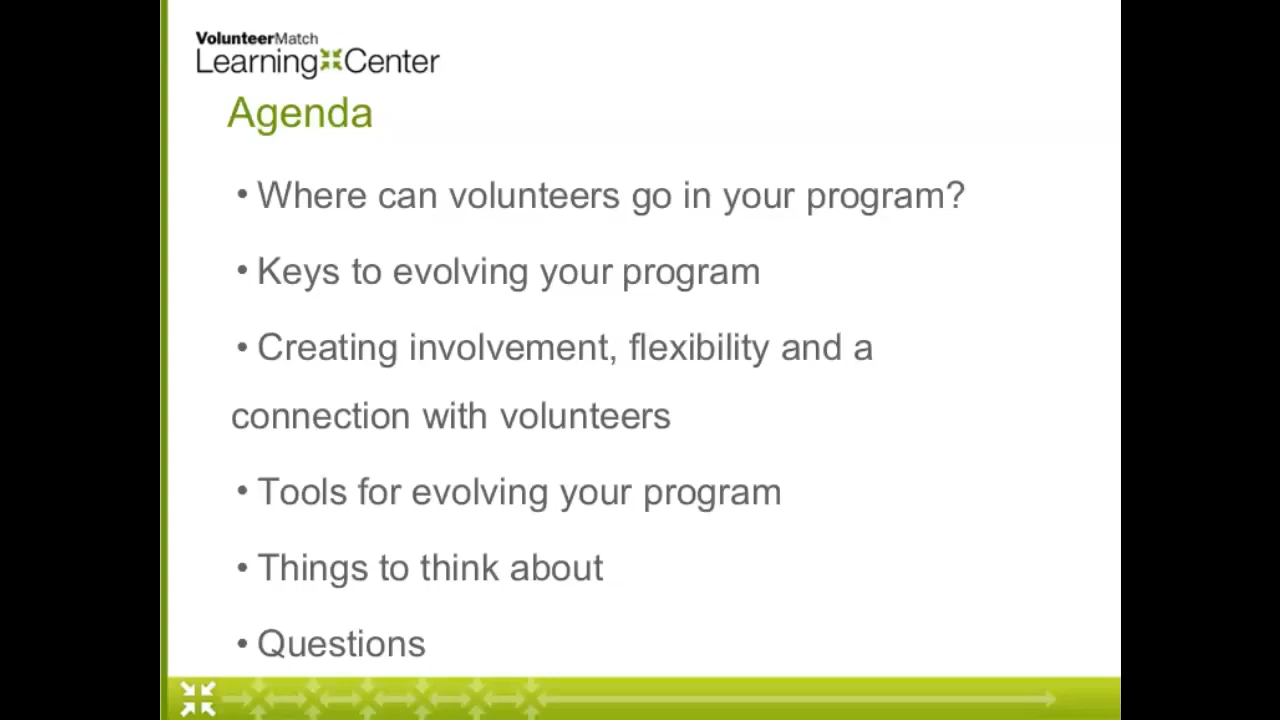 VolunteerMatch
Learning Center
Agenda
• Where can volunteers go in your program?
• Keys to evolving your program
• Creating involvement, flexibility and a
connection with volunteers
• Tools for evolving your program
• Things to think about
• Questions